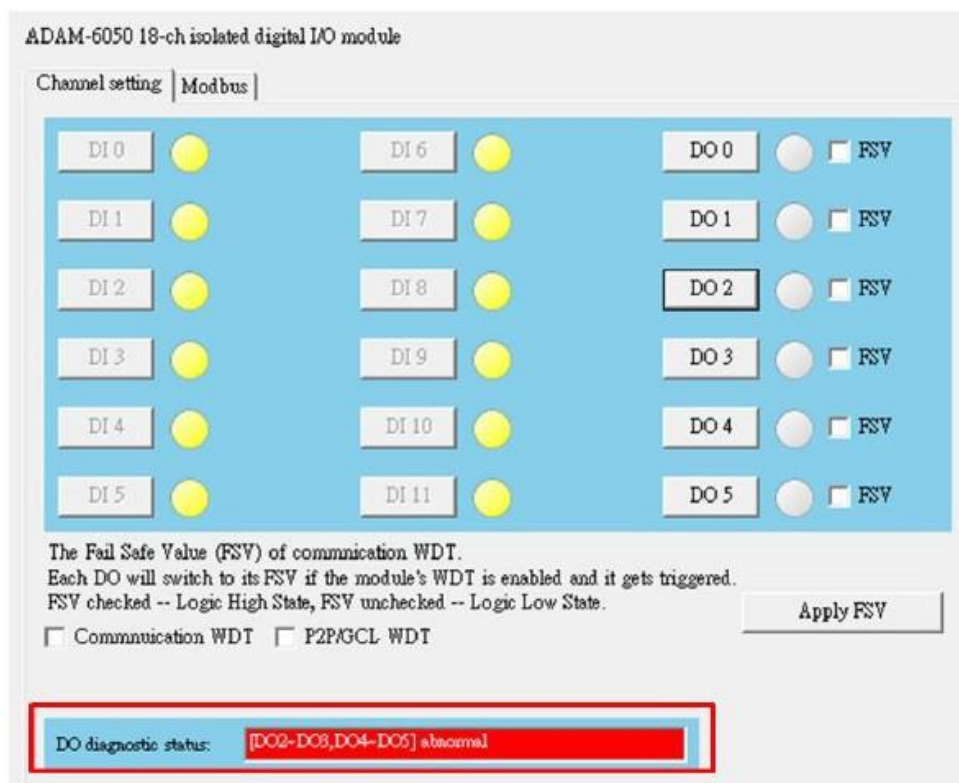 ADAM-6050 18-ch isolated digital I/O module
Channel setting Modbus
DI 0 DI 6 DO 0 FSV
DI 1 DI 7 DO 1 FSV
DI 2 DI 8 DO 2 FSV
DI 3 DI 9 DO 3 FSV
DI 4 DI 10 DO 4 FSV
DI 5 DI 11 DO 5 FSV
The Fail Safe Value (FSV) of commnication WDT.
Each DO will switch to its FSV if the module's WDT is enabled and it gets triggered.
FSV checked -- Logic High State, FSV unchecked -- Logic Low State.
Apply FSV
Commnuication WDT P2P/GCL WDT
DO diagnostic status: [DO2~DO3,DO4~DO5] abnormal